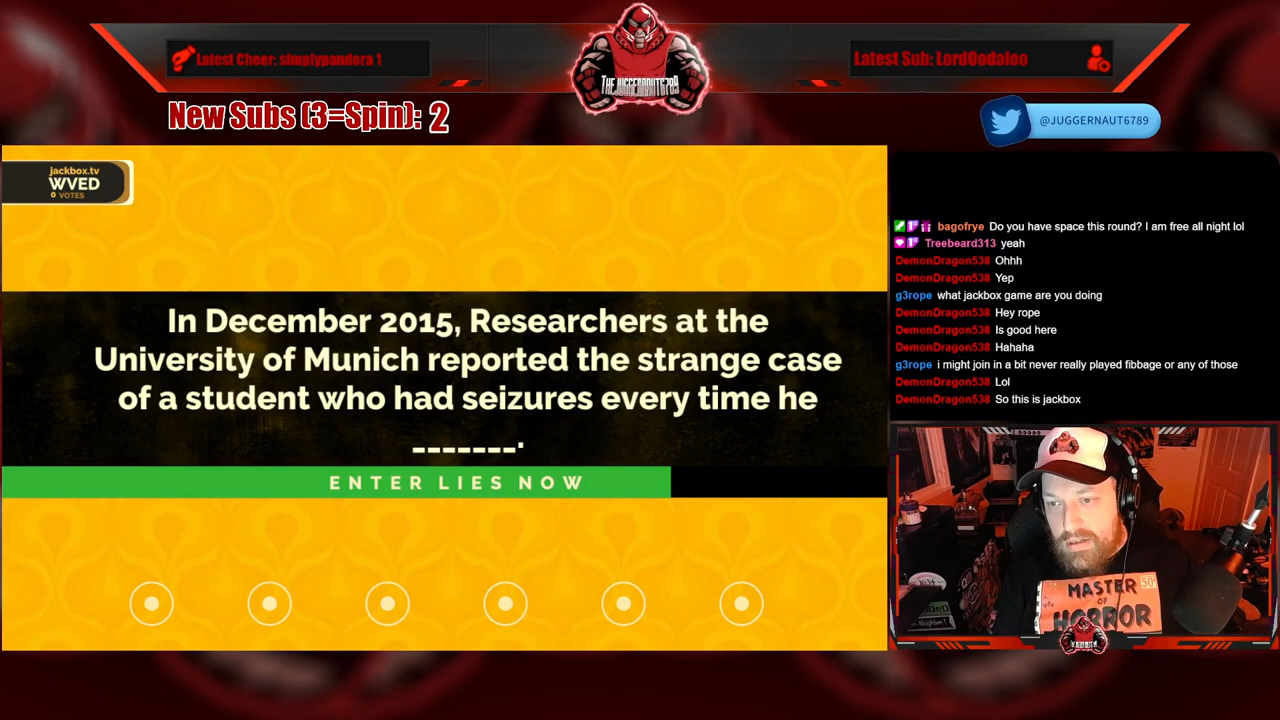 Latest Cheer: simplypandora 1
THEJUGGERNAUT6789
Latest Sub: LordOodaloo
New Subs (3=Spin): 2
@JUGGERNAUT6789
jackbox.tv
WVED
0 VOTES
In December 2015, Researchers at the
University of Munich reported the strange case
of a student who had seizures every time he
_______.
ENTER LIES NOW
bagofrye Do you have space this round? I am free all night lol
Treebeard313 yeah
DemonDragon538 Ohhh
DemonDragon538 Yep
g3rope what jackbox game are you doing
DemonDragon538 Hey rope
DemonDragon538 Is good here
DemonDragon538 Hahaha
g3rope i might join in a bit never really played fibbage or any of those
DemonDragon538 Lol
DemonDragon538 So this is jackbox
MASTER
OF
HORROR
50¢